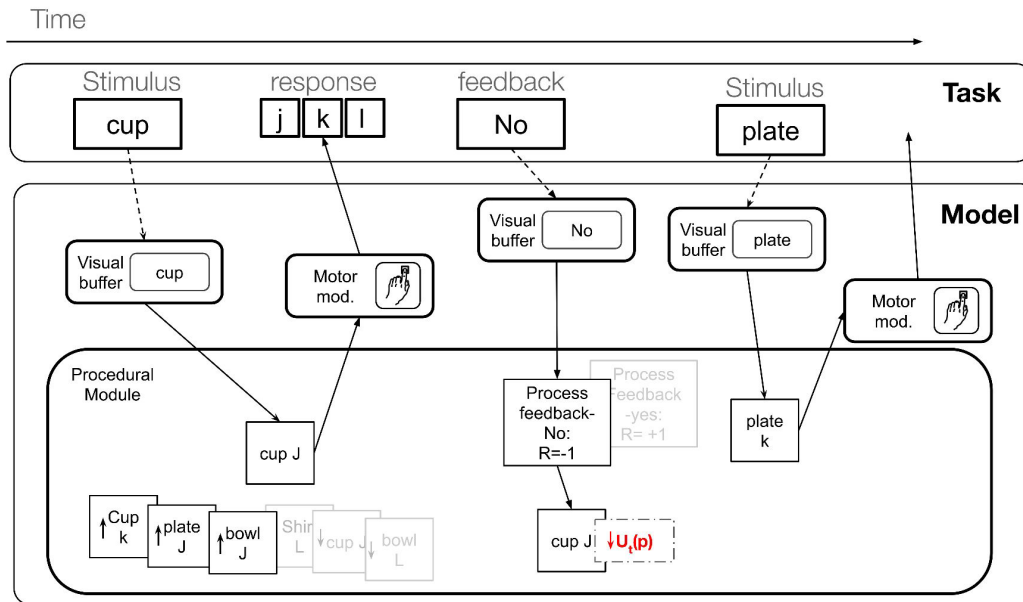 Time
Stimulus
response
feedback
Stimulus
Task
cup
j
k
l
No
plate
Model
Visual
buffer
cup
Motor
mod.
Visual
buffer
No
Visual
buffer
plate
Motor
mod.
Procedural
Module
cup J
Process
feedback-
No:
R=-1
Process
Feedback
-yes:
R= +1
plate
k
↑Cup
k
↑plate
J
↑bowl
J
L
↓cup J
↓bowl
L
cup J
↓Ut(p)